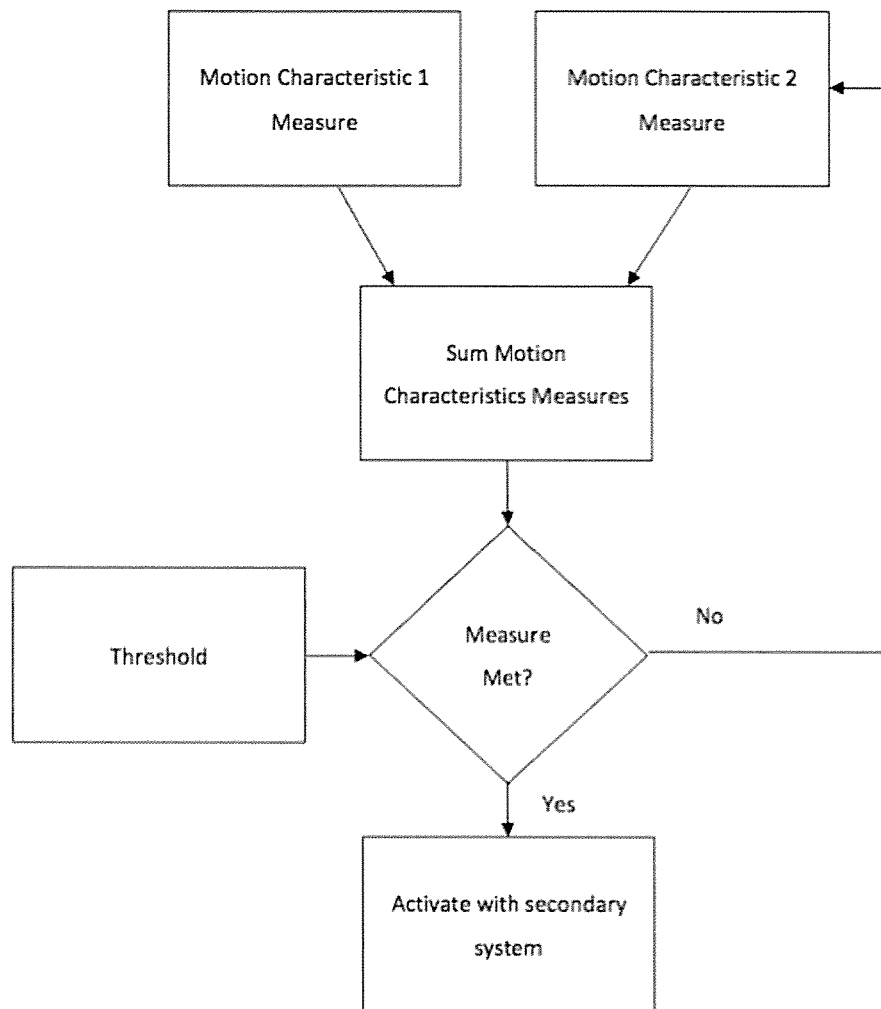 Motion Characteristic 1
Measure
Motion Characteristic 2
Measure
Sum Motion
Characteristics Measures
Threshold
Measure
Met?
No
Yes
Activate with secondary
system